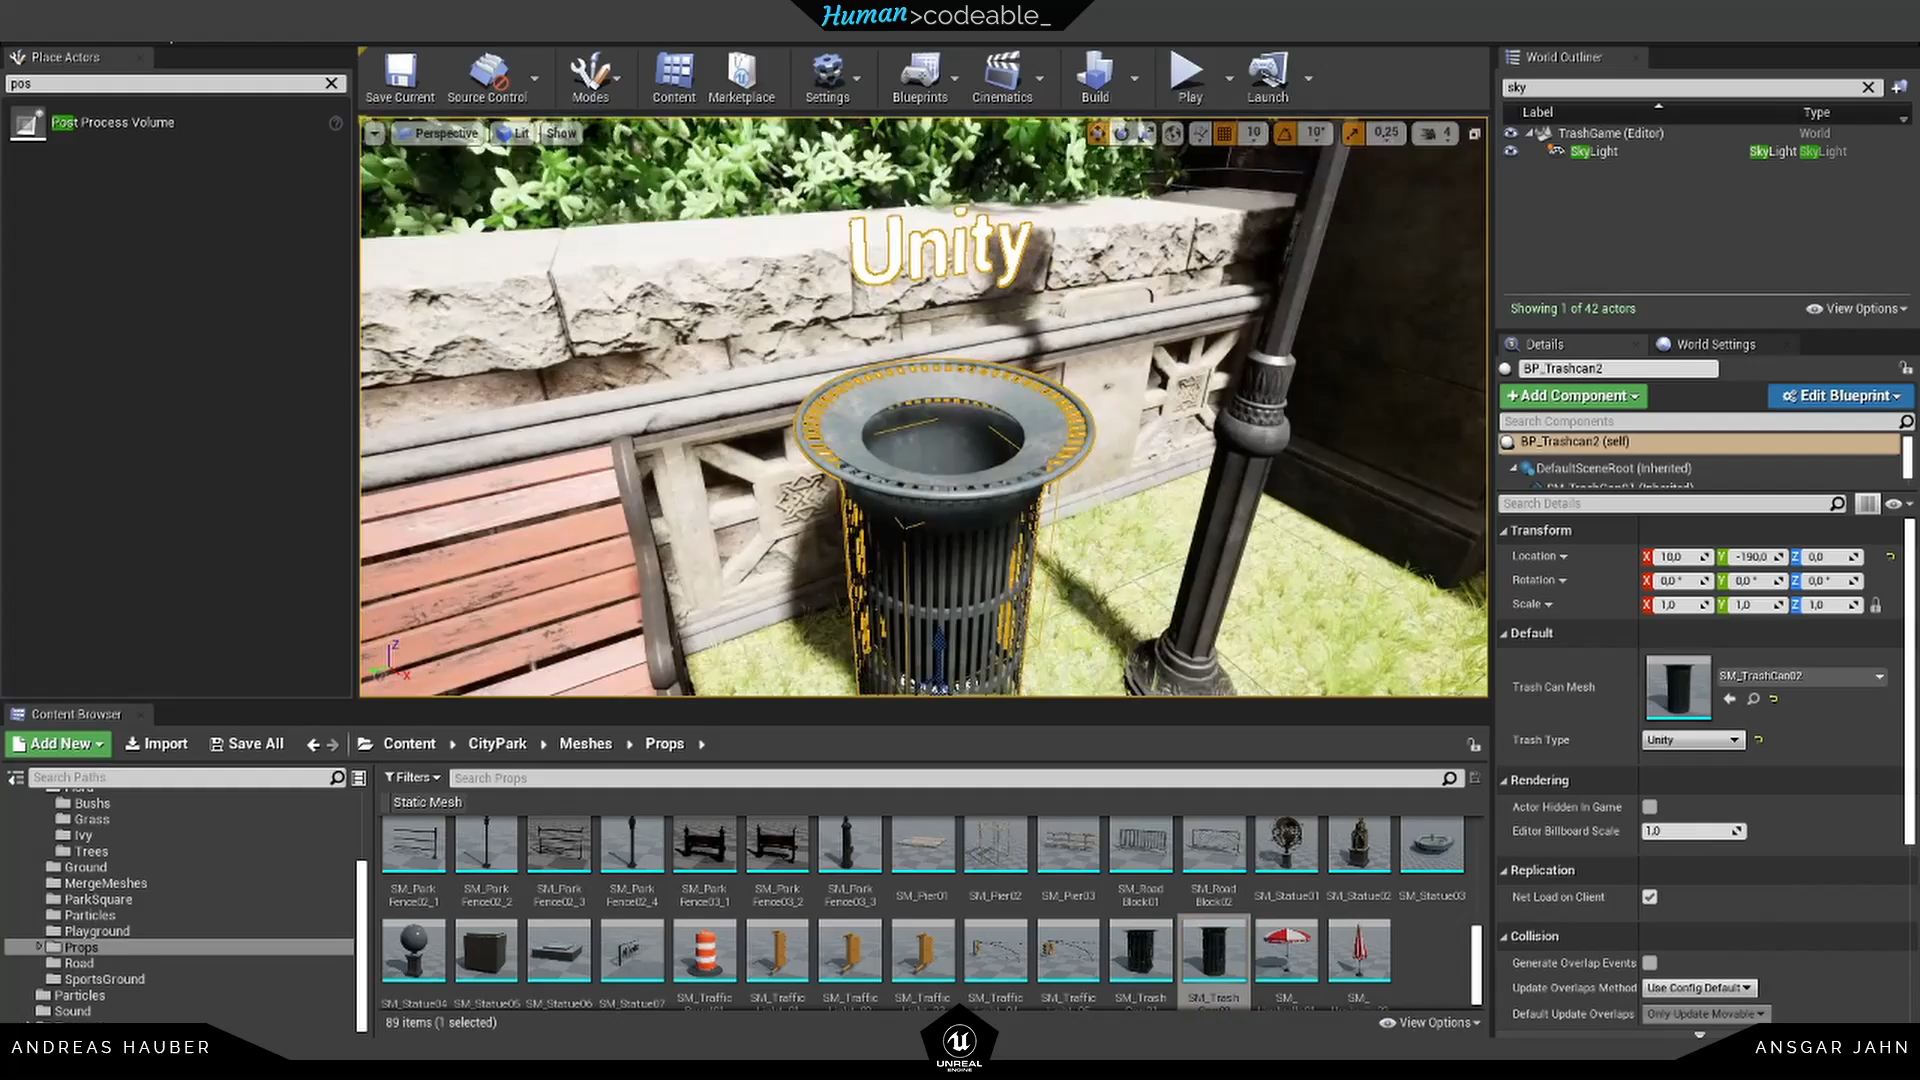 Human>codeable_
Place Actors
pos
Post Process Volume
Save Current
Source Control
Modes
Content
Marketplace
Settings
Blueprints
Cinematics
Build
Play
Launch
Perspective
Lit
Show
10
10°
0,25
4
Unity
World Outliner
sky
Label
Type
TrashGame (Editor)
World
SkyLight
SkyLight SkyLight
Showing 1 of 42 actors
View Options
Details
World Settings
BP_Trashcan2
+Add Component
Edit Blueprint
Search Components
BP_Trashcan2 (self)
DefaultSceneRoot (Inherited)
Search Details
Transform
Location
X 10,0 Y -190,0 Z 0,0
Rotation
X 0,0° Y 0,0° Z 0,0°
Scale
X 1,0 Y 1,0 Z 1,0
Default
Trash Can Mesh
SM_TrashCan02
Trash Type
Unity
Rendering
Actor Hidden In Game
Editor Billboard Scale
1,0
Replication
Net Load on Client
Collision
Generate Overlap Events
Update Overlaps Method
Use Config Default
Default Update Overlaps
Only Update Movable
Content Browser
Add New
Import
Save All
Content
CityPark
Meshes
Props
Search Paths
Filters
Search Props
Static Mesh
Bushs
Grass
Ivy
Trees
Ground
MergeMeshes
ParkSquare
Particles
Playground
Props
Road
SportsGround
Particles
Sound
SM_Park Fence02_1
SM_Park Fence02_2
SM_Park Fence02_3
SM_Park Fence02_4
SM_Park Fence03_1
SM_Park Fence03_2
SM_Park Fence03_3
SM_Pier01
SM_Pier02
SM_Pier03
SM_Road Block01
SM_Road Block02
SM_Statue01
SM_Statue02
SM_Statue03
SM_Statue04
SM_Statue05
SM_Statue06
SM_Statue07
SM_Traffic
SM_Traffic
SM_Traffic
SM_Traffic
SM_Traffic
SM_Traffic
SM_Trash
SM_Trash
SM_
SM_
89 items (1 selected)
View Options
ANDREAS HAUBER
UNREAL
ENGINE
ANSGAR JAHN